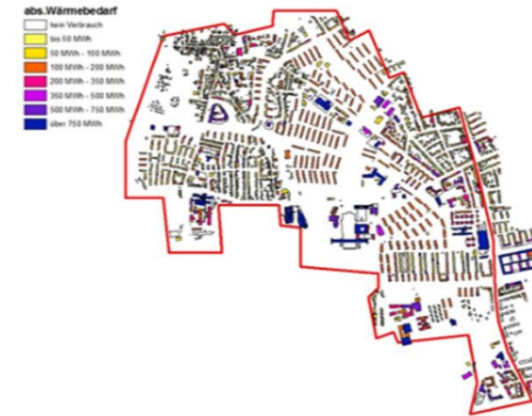 abs.Wärmebedarf
kein Verbrauch
bis 50 MWh
50 MWh - 100 MWh
100 MWh - 200 MWh
200 MWh - 350 MWh
350 MWh - 500 MWh
500 MWh - 750 MWh
über 750 MWh